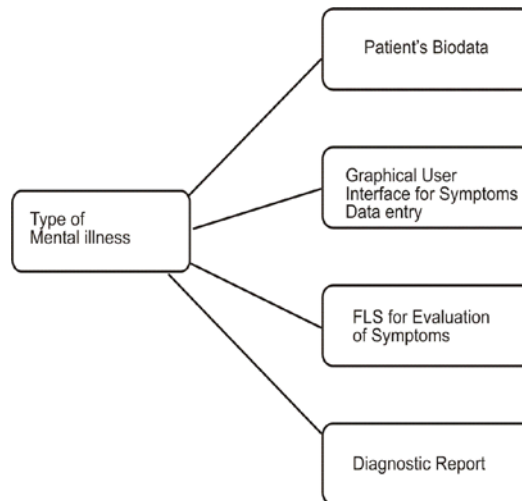 Patient's Biodata
Graphical User
Interface for Symptoms
Data entry
Type of
Mental illness
FLS for Evaluation
of Symptoms
Diagnostic Report